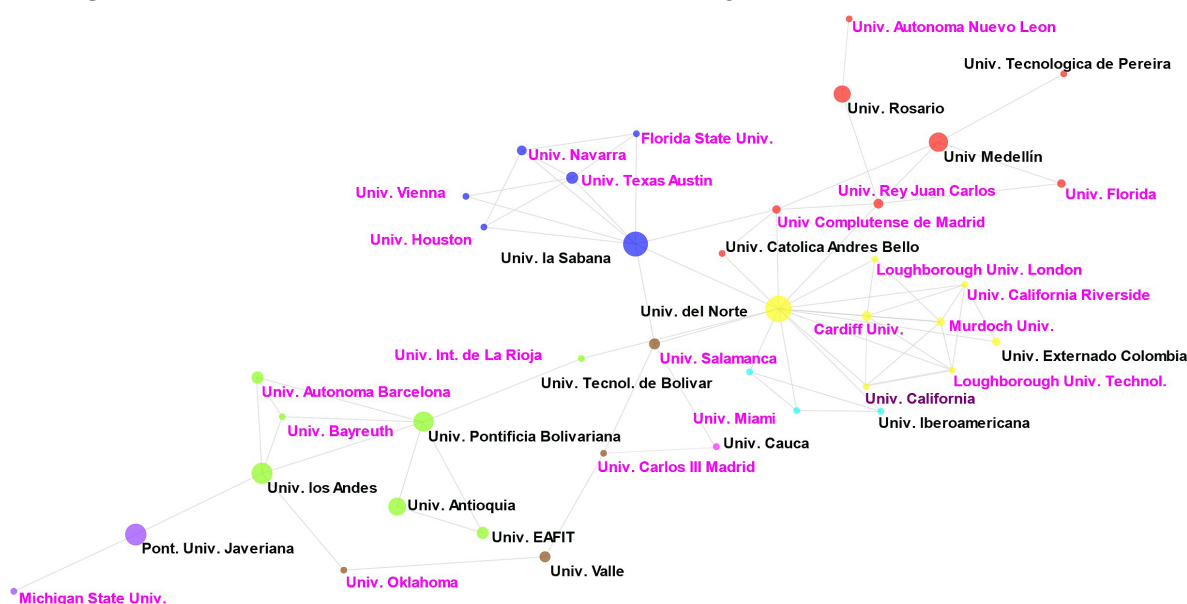 Univ. Autonoma Nuevo Leon
Univ. Tecnologica de Pereira
Univ. Rosario
Florida State Univ.
Univ. Navarra
Univ Medellín
Univ. Texas Austin
Univ. Vienna
Univ. Rey Juan Carlos
Univ. Florida
Univ Complutense de Madrid
Univ. Houston
Univ. Catolica Andres Bello
Univ. la Sabana
Loughborough Univ. London
Univ. California Riverside
Univ. del Norte
Cardiff Univ.
Murdoch Univ.
Univ. Int. de La Rioja
Univ. Salamanca
Univ. Externado Colombia
Univ. Tecnol. de Bolivar
Loughborough Univ. Technol.
Univ. Autonoma Barcelona
Univ. California
Univ. Miami
Univ. Iberoamericana
Univ. Bayreuth
Univ. Pontificia Bolivariana
Univ. Cauca
Univ. Carlos III Madrid
Univ. los Andes
Univ. Antioquia
Univ. EAFIT
Pont. Univ. Javeriana
Univ. Valle
Univ. Oklahoma
Michigan State Univ.